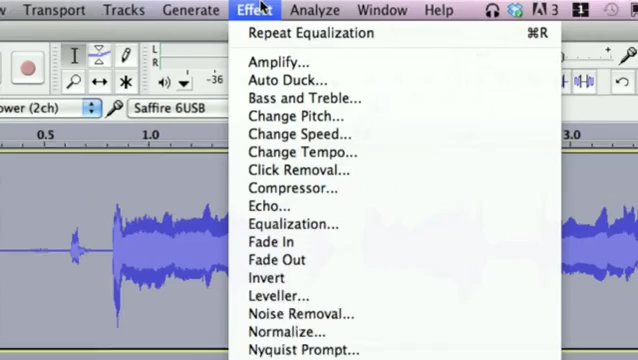 Transport Tracks Generate Effect Analyze Window Help 3 1
Repeat Equalization ⌘R
L
R
-36
Amplify...
Auto Duck...
Bass and Treble...
ower (2ch) Saffire 6USB
Change Pitch...
0.5 1.0 3.0
Change Speed...
Change Tempo...
Click Removal...
Compressor...
Echo...
Equalization...
Fade In
Fade Out
Invert
Leveller...
Noise Removal...
Normalize...
Nyquist Prompt...